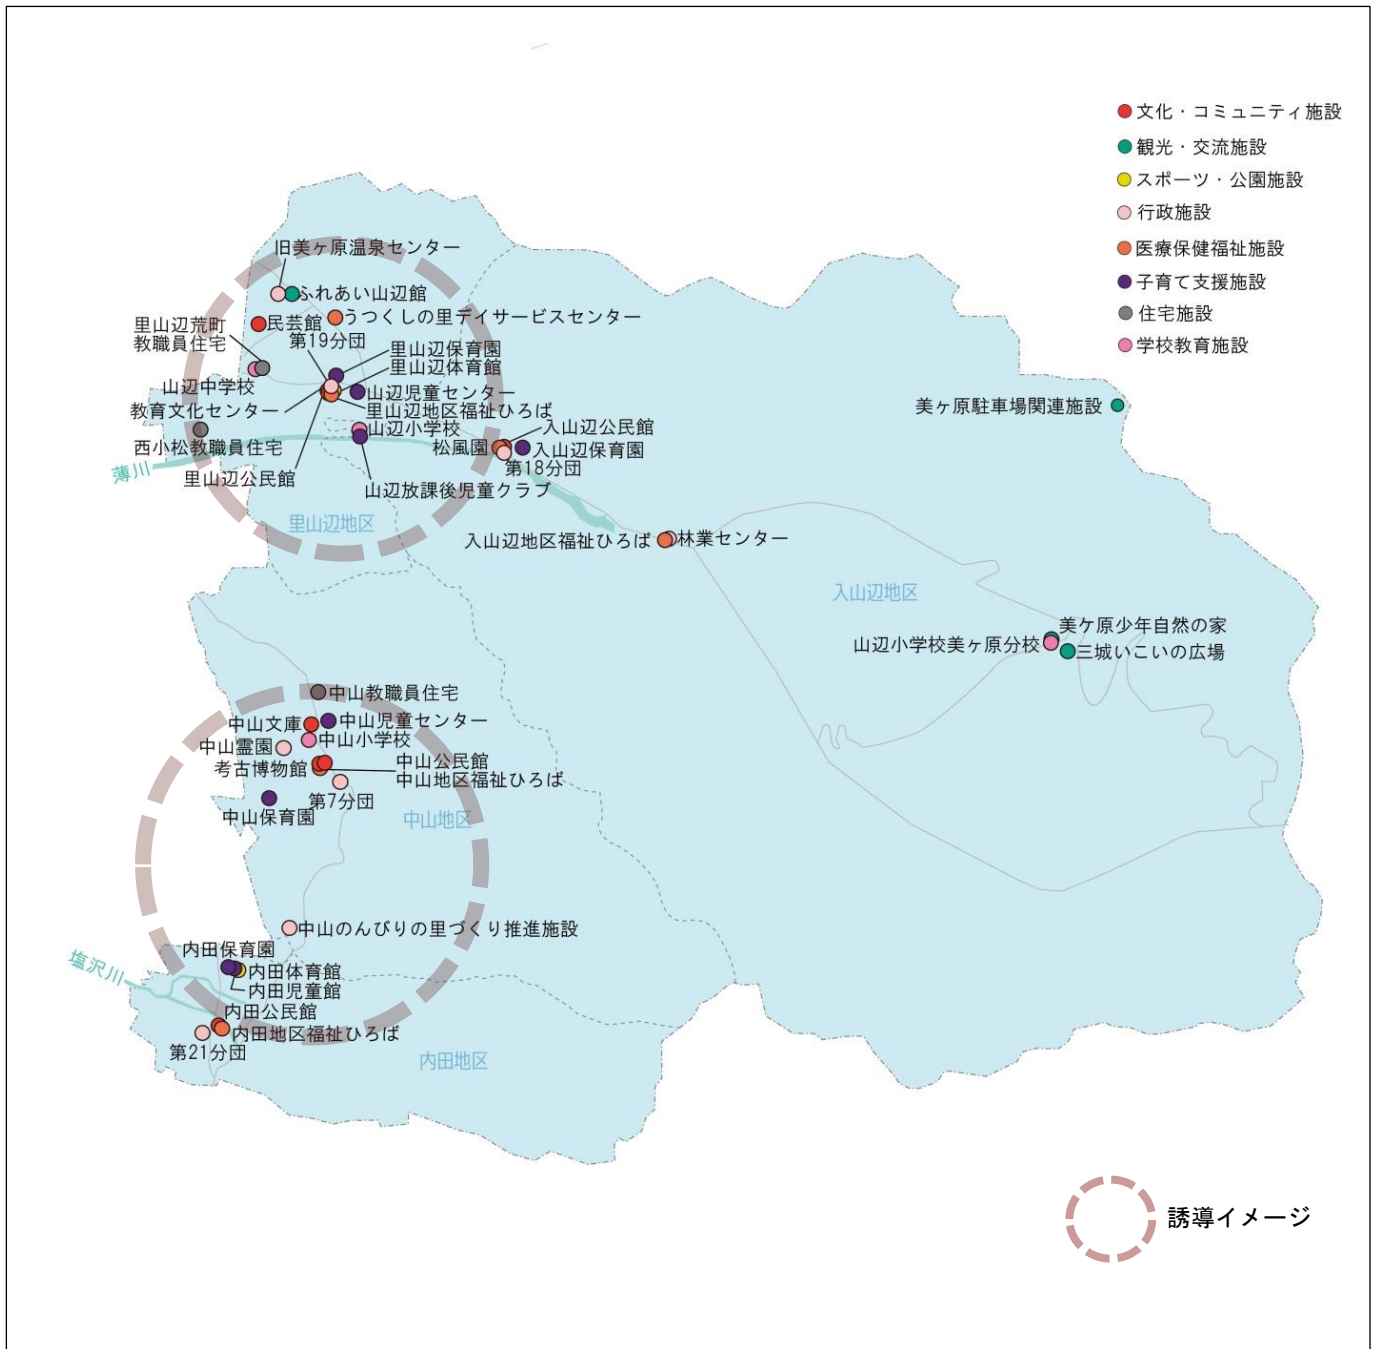 文化・コミュニティ施設
観光・交流施設
スポーツ・公園施設
行政施設
医療保健福祉施設
子育て支援施設
住宅施設
学校教育施設
旧美ヶ原温泉センター
ふれあい山辺館
うつくしの里デイサービスセンター
民芸館
里山辺荒町
教職員住宅
第19分団
里山辺保育園
里山辺体育館
山辺中学校
山辺児童センター
教育文化センター
里山辺地区福祉ひろば
美ヶ原駐車場関連施設
山辺小学校
入山辺公民館
西小松教職員住宅
松風園
入山辺保育園
第18分団
薄川
里山辺公民館
山辺放課後児童クラブ
里山辺地区
入山辺地区福祉ひろば
林業センター
入山辺地区
美ケ原少年自然の家
山辺小学校美ヶ原分校
三城いこいの広場
中山教職員住宅
中山文庫
中山児童センター
中山小学校
中山霊園
中山公民館
考古博物館
中山地区福祉ひろば
第7分団
中山保育園
中山地区
中山のんびりの里づくり推進施設
内田保育園
塩沢川
内田体育館
内田児童館
内田公民館
内田地区福祉ひろば
第21分団
内田地区
誘導イメージ